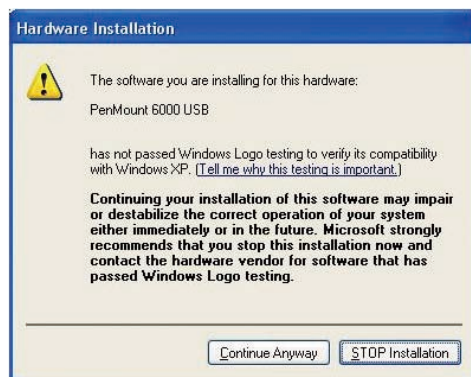 Hardware Installation
The software you are installing for this hardware:
PenMount 6000 USB
has not passed Windows Logo testing to verify its compatibility
with Windows XP. (Tell me why this testing is important.)
Continuing your installation of this software may impair
or destabilize the correct operation of your system
either immediately or in the future. Microsoft strongly
recommends that you stop this installation now and
contact the hardware vendor for software that has
passed Windows Logo testing.
Continue Anyway STOP Installation